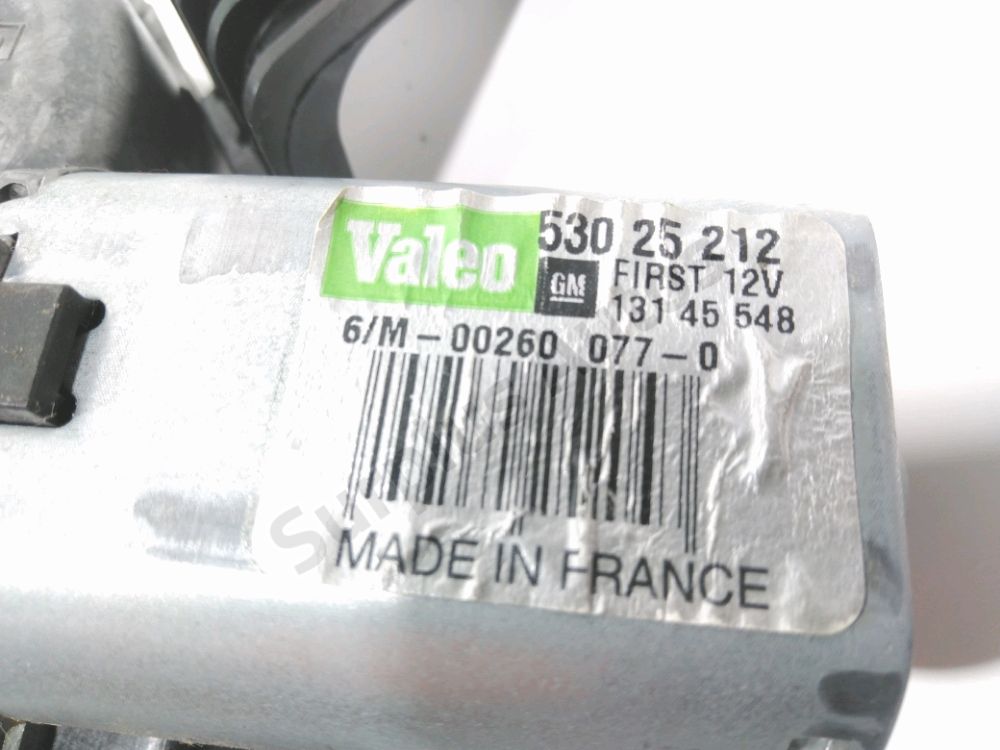 Valeo 530 25 212
GM FIRST 12V
131 45 548
6/M-00260 077-0
MADE IN FRANCE